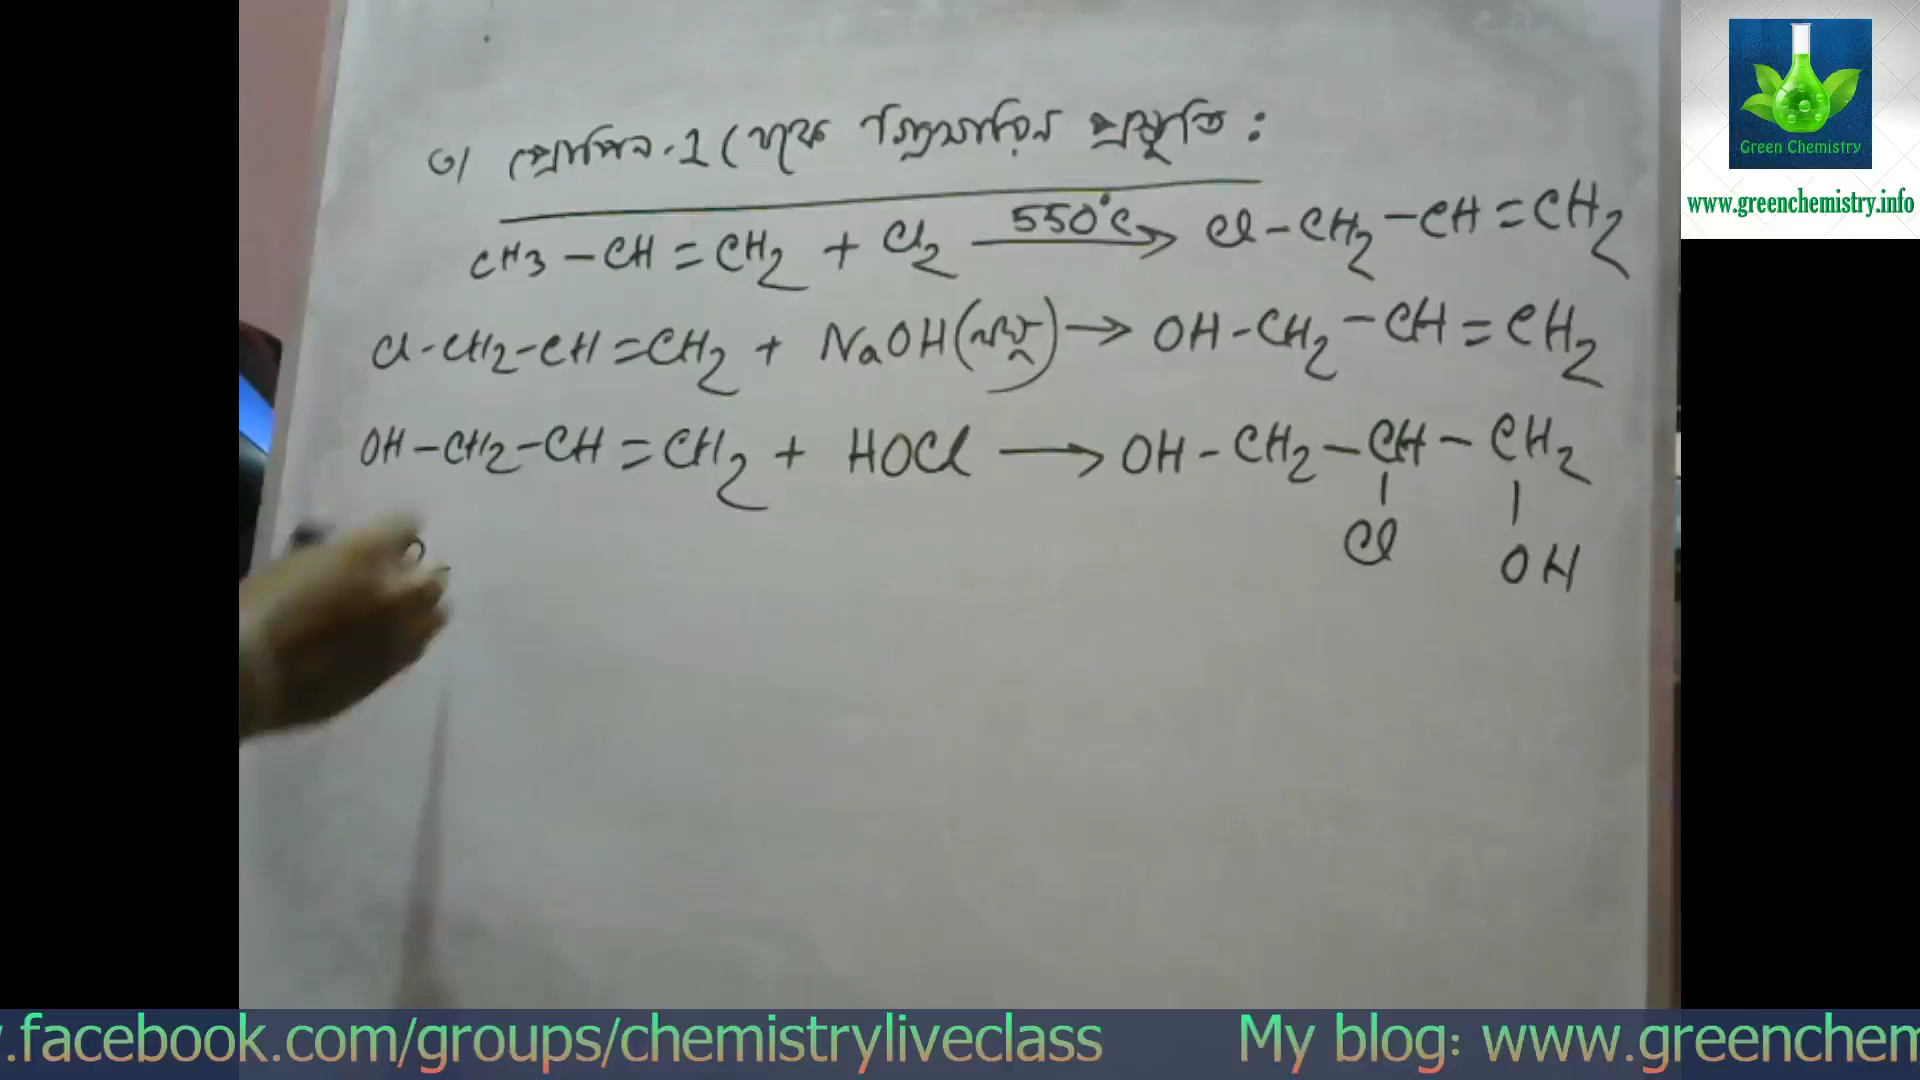 ৩। প্রোপিন-1 থেকে গ্লিসারিন প্রস্তুতি :
CH3 – CH = CH2 + Cl2 —550°C→ Cl – CH2 – CH = CH2
Cl - CH2 - CH = CH2 + NaOH (লঘু) → OH - CH2 – CH = CH2
OH – CH2 – CH = CH2 + HOCl → OH - CH2 – CH – CH2
Cl OH
Green Chemistry
www.greenchemistry.info
.facebook.com/groups/chemistryliveclass My blog: www.greenchem